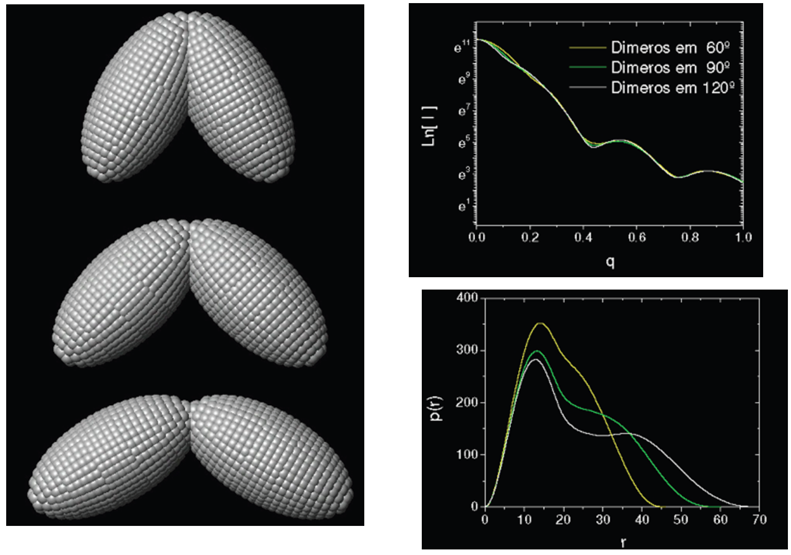 Ln[ I ]
e¹¹
e⁹
e⁷
e⁵
e³
e¹
Dimeros em 60º
Dimeros em 90º
Dimeros em 120º
0.0 0.2 0.4 0.6 0.8 1.0
q
p(r)
400
300
200
100
0
0 10 20 30 40 50 60 70
r